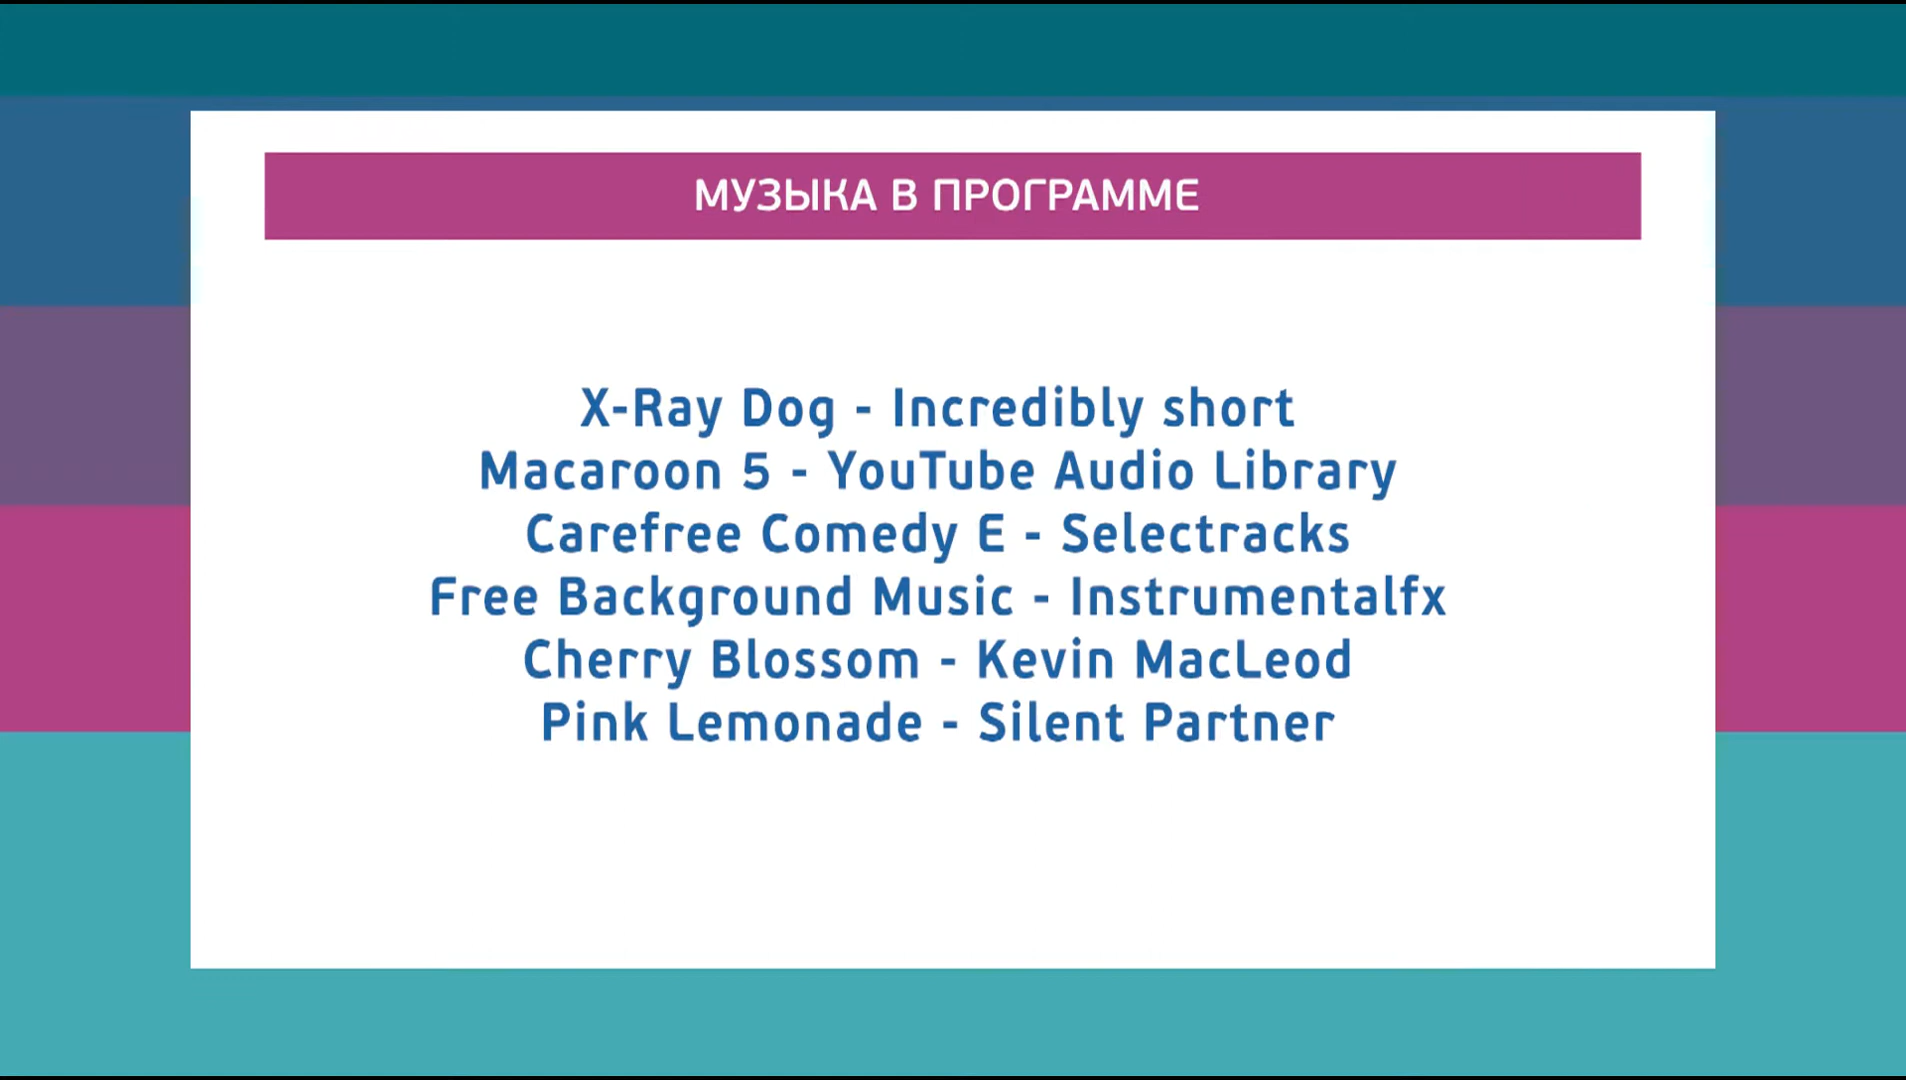 МУЗЫКА В ПРОГРАММЕ
X-Ray Dog - Incredibly short
Macaroon 5 - YouTube Audio Library
Carefree Comedy E - Selectracks
Free Background Music - Instrumentalfx
Cherry Blossom - Kevin MacLeod
Pink Lemonade - Silent Partner